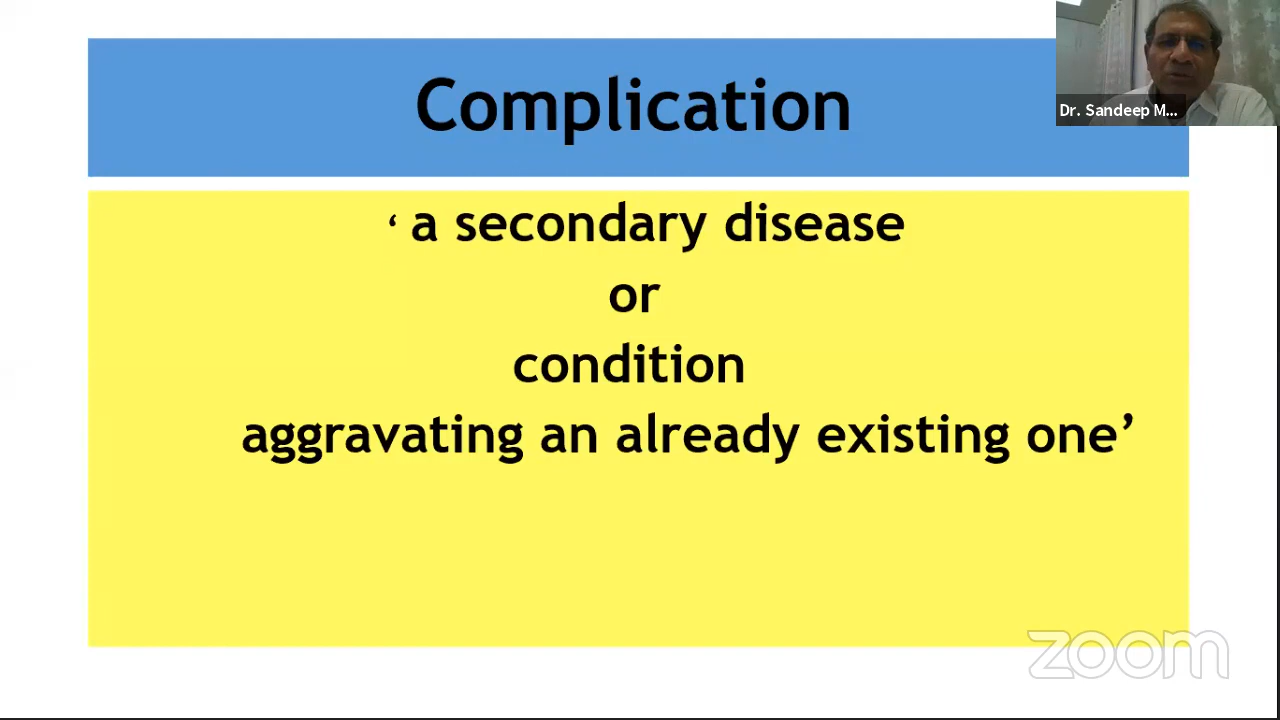 Complication
Dr. Sandeep M...
‘ a secondary disease
or
condition
aggravating an already existing one’
zoom